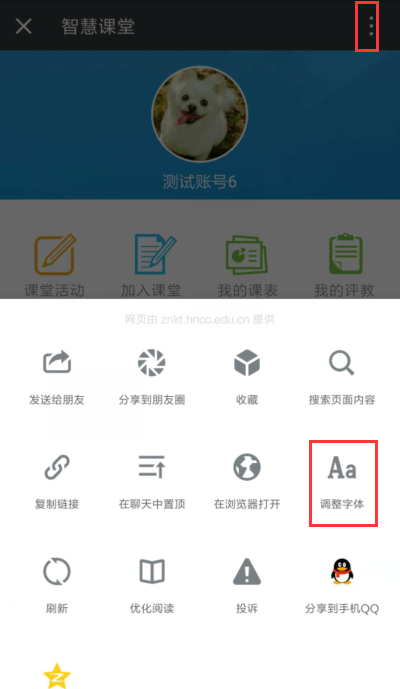 智慧课堂
测试账号6
课堂活动 加入课堂 我的课表 我的评教
网页由 znkt.hncc.edu.cn 提供
发送给朋友 分享到朋友圈 收藏 搜索页面内容
Aa
复制链接 在聊天中置顶 在浏览器打开 调整字体
刷新 优化阅读 投诉 分享到手机QQ